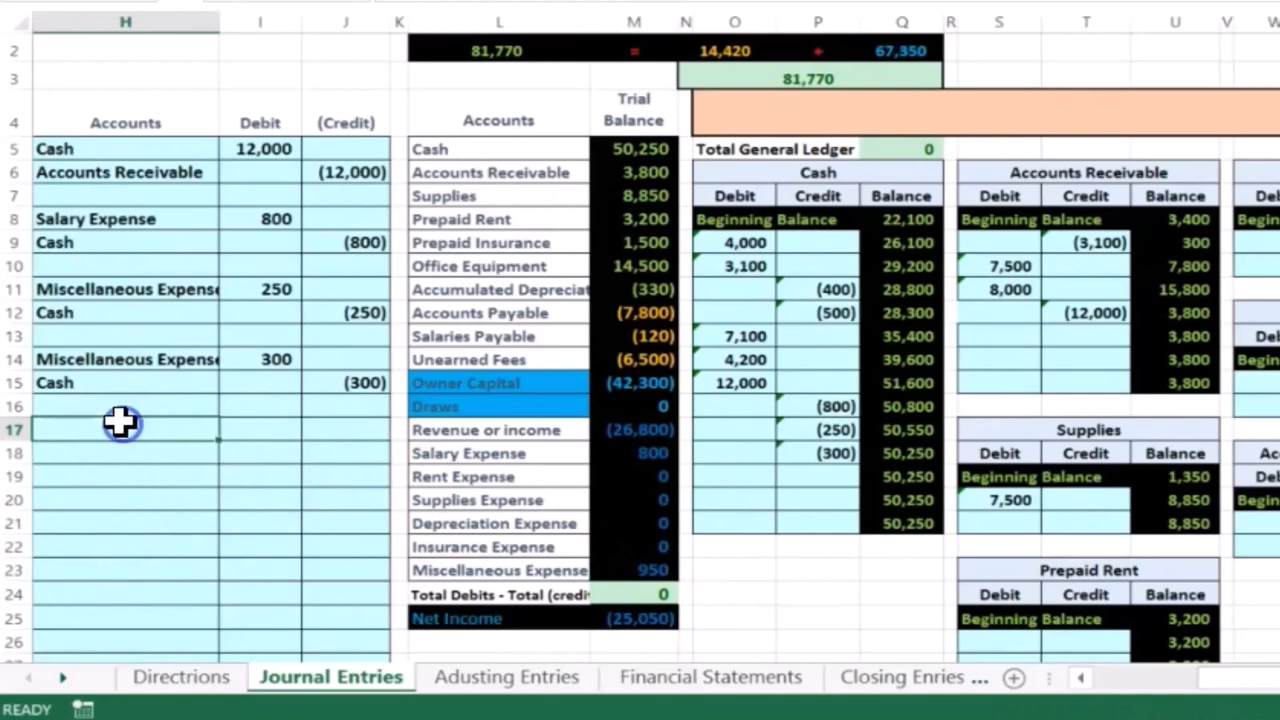 H I J K L M N O P Q R S T U V W
2 81,770 = 14,420 + 67,350
3 81,770
4 Accounts Debit (Credit) Accounts Trial Balance
5 Cash 12,000 Cash 50,250 Total General Ledger 0
6 Accounts Receivable (12,000) Accounts Receivable 3,800 Cash Accounts Receivable
7 Supplies 8,850 Debit Credit Balance Debit Credit Balance
8 Salary Expense 800 Prepaid Rent 3,200 Beginning Balance 22,100 Beginning Balance 3,400
9 Cash (800) Prepaid Insurance 1,500 4,000 26,100 (3,100) 300
10 Office Equipment 14,500 3,100 29,200 7,500 7,800
11 Miscellaneous Expense 250 Accumulated Depreciat (330) (400) 28,800 8,000 15,800
12 Cash (250) Accounts Payable (7,800) (500) 28,300 (12,000) 3,800
13 Salaries Payable (120) 7,100 35,400 3,800
14 Miscellaneous Expense 300 Unearned Fees (6,500) 4,200 39,600 3,800
15 Cash (300) Owner Capital (42,300) 12,000 51,600 3,800
16 Draws 0 (800) 50,800
17 Revenue or income (26,800) (250) 50,550 Supplies
18 Salary Expense 800 (300) 50,250 Debit Credit Balance
19 Rent Expense 0 50,250 Beginning Balance 1,350
20 Supplies Expense 0 50,250 7,500 8,850
21 Depreciation Expense 0 50,250 8,850
22 Insurance Expense 0
23 Miscellaneous Expense 950 Prepaid Rent
24 Total Debits - Total (credi 0 Debit Credit Balance
25 Net Income (25,050) Beginning Balance 3,200
26 3,200
Directrions Journal Entries Adusting Entries Financial Statements Closing Enries ...
READY